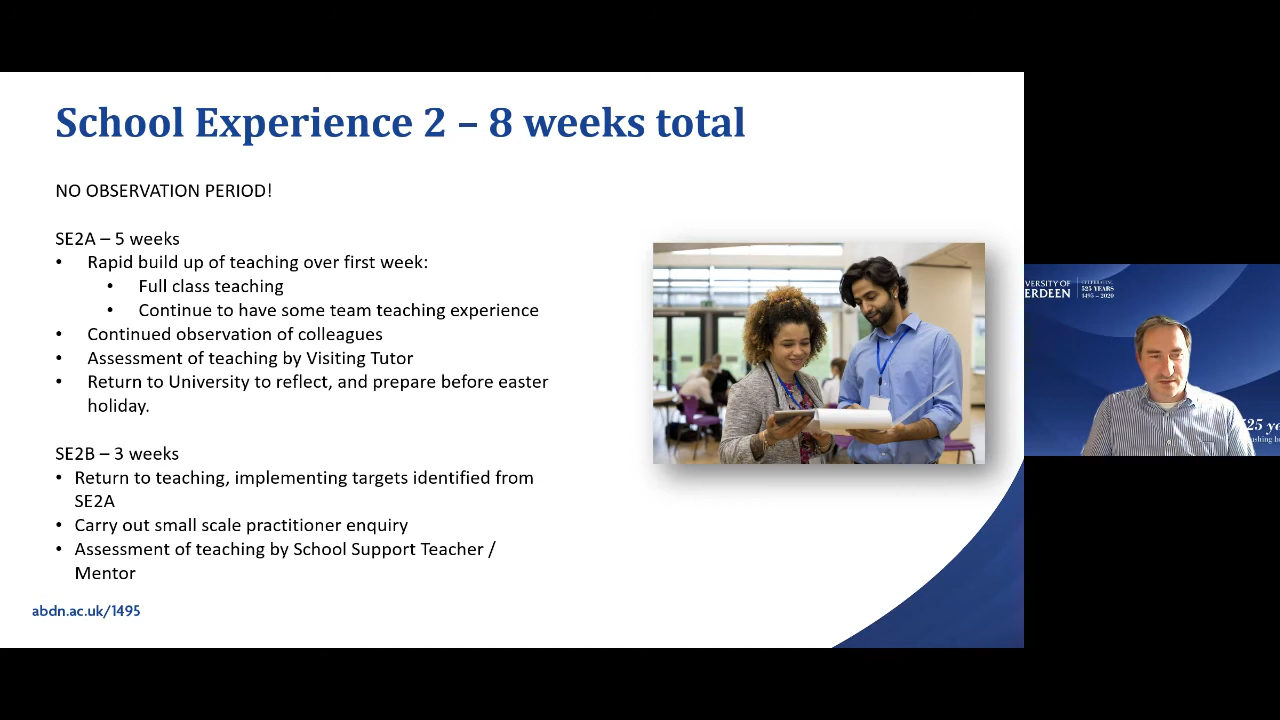 School Experience 2 – 8 weeks total
NO OBSERVATION PERIOD!
SE2A – 5 weeks
• Rapid build up of teaching over first week:
• Full class teaching
• Continue to have some team teaching experience
• Continued observation of colleagues
• Assessment of teaching by Visiting Tutor
• Return to University to reflect, and prepare before easter
holiday.
SE2B – 3 weeks
• Return to teaching, implementing targets identified from
SE2A
• Carry out small scale practitioner enquiry
• Assessment of teaching by School Support Teacher /
Mentor
abdn.ac.uk/1495
VERSITY OF
ERDEEN
CELEBRATING
525 YEARS
1495 – 2020